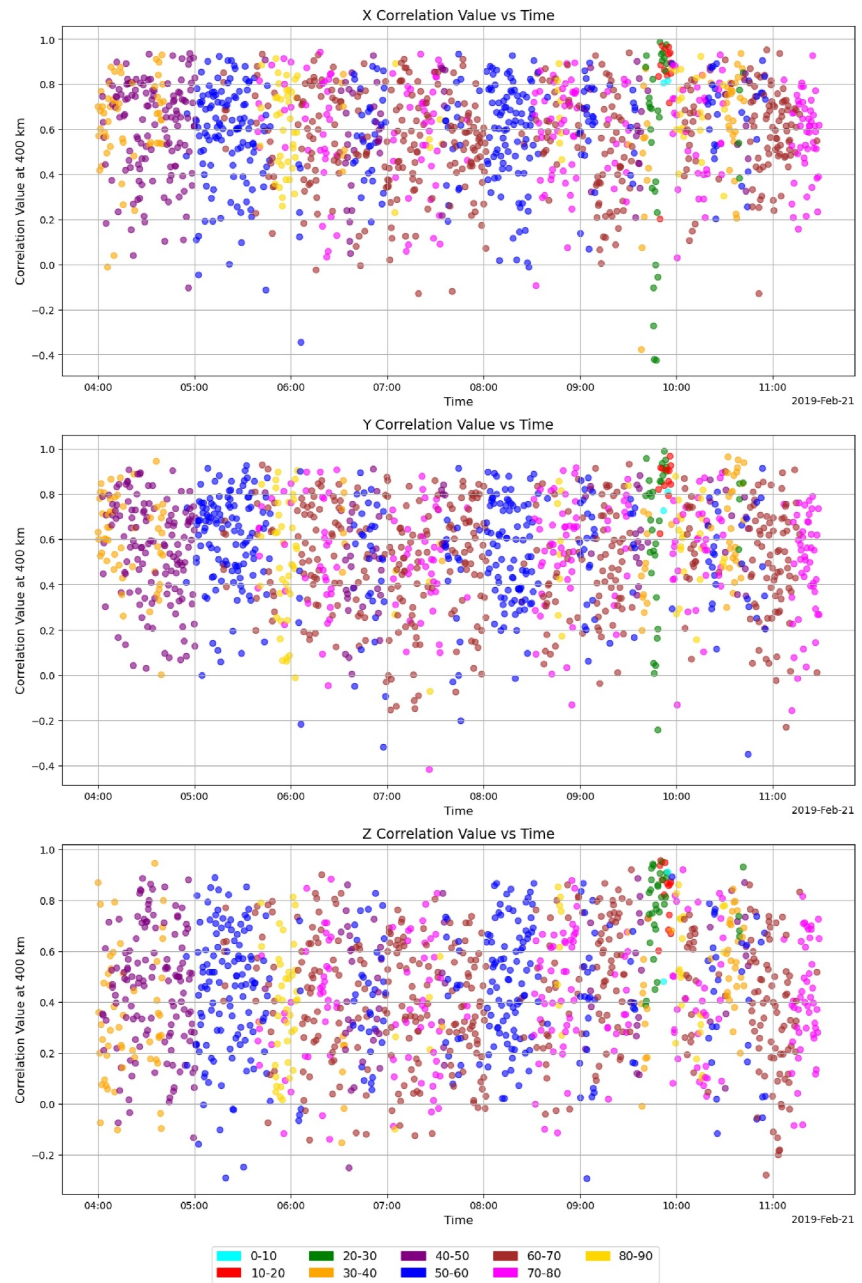 X Correlation Value vs Time
Correlation Value at 400 km
1.0
0.8
0.6
0.4
0.2
0.0
−0.2
−0.4
04:00 05:00 06:00 07:00 08:00 09:00 10:00 11:00
Time
2019-Feb-21
Y Correlation Value vs Time
Correlation Value at 400 km
1.0
0.8
0.6
0.4
0.2
0.0
−0.2
−0.4
04:00 05:00 06:00 07:00 08:00 09:00 10:00 11:00
Time
2019-Feb-21
Z Correlation Value vs Time
Correlation Value at 400 km
1.0
0.8
0.6
0.4
0.2
0.0
−0.2
04:00 05:00 06:00 07:00 08:00 09:00 10:00 11:00
Time
2019-Feb-21
0-10 20-30 40-50 60-70 80-90
10-20 30-40 50-60 70-80